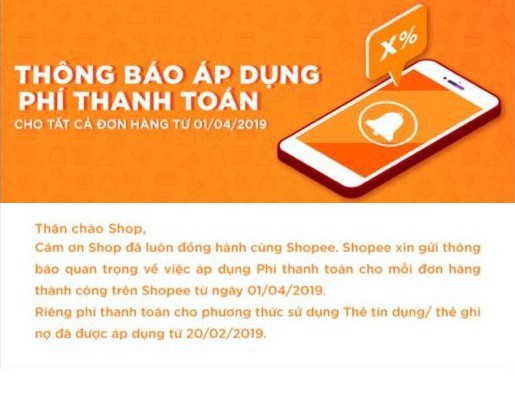 X%
THÔNG BÁO ÁP DỤNG
PHÍ THANH TOÁN
CHO TẤT CẢ ĐƠN HÀNG TỪ 01/04/2019
Thân chào Shop,
Cám ơn Shop đã luôn đồng hành cùng Shopee. Shopee xin gửi thông
báo quan trọng về việc áp dụng Phí thanh toán cho mỗi đơn hàng
thành công trên Shopee từ ngày 01/04/2019.
Riêng phí thanh toán cho phương thức sử dụng Thẻ tín dụng/ thẻ ghi
nợ đã được áp dụng từ 20/02/2019.